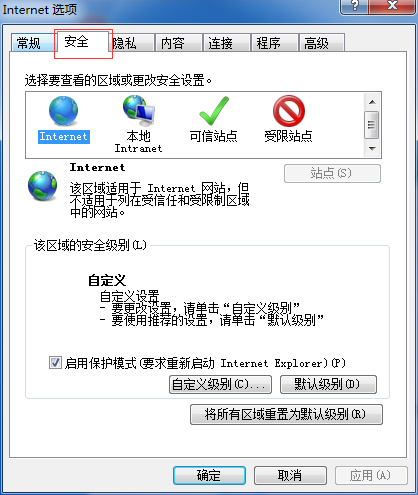 Internet 选项
常规 安全 隐私 内容 连接 程序 高级
选择要查看的区域或更改安全设置。
Internet 本地 Intranet 可信站点 受限站点
Internet
站点(S)
该区域适用于 Internet 网站，但
不适用于列在受信任和受限制区域
中的网站。
该区域的安全级别(L)
自定义
自定义设置
- 要更改设置，请单击“自定义级别”
- 要使用推荐的设置，请单击“默认级别”
启用保护模式(要求重新启动 Internet Explorer)(P)
自定义级别(C)... 默认级别(D)
将所有区域重置为默认级别(R)
确定 取消 应用(A)